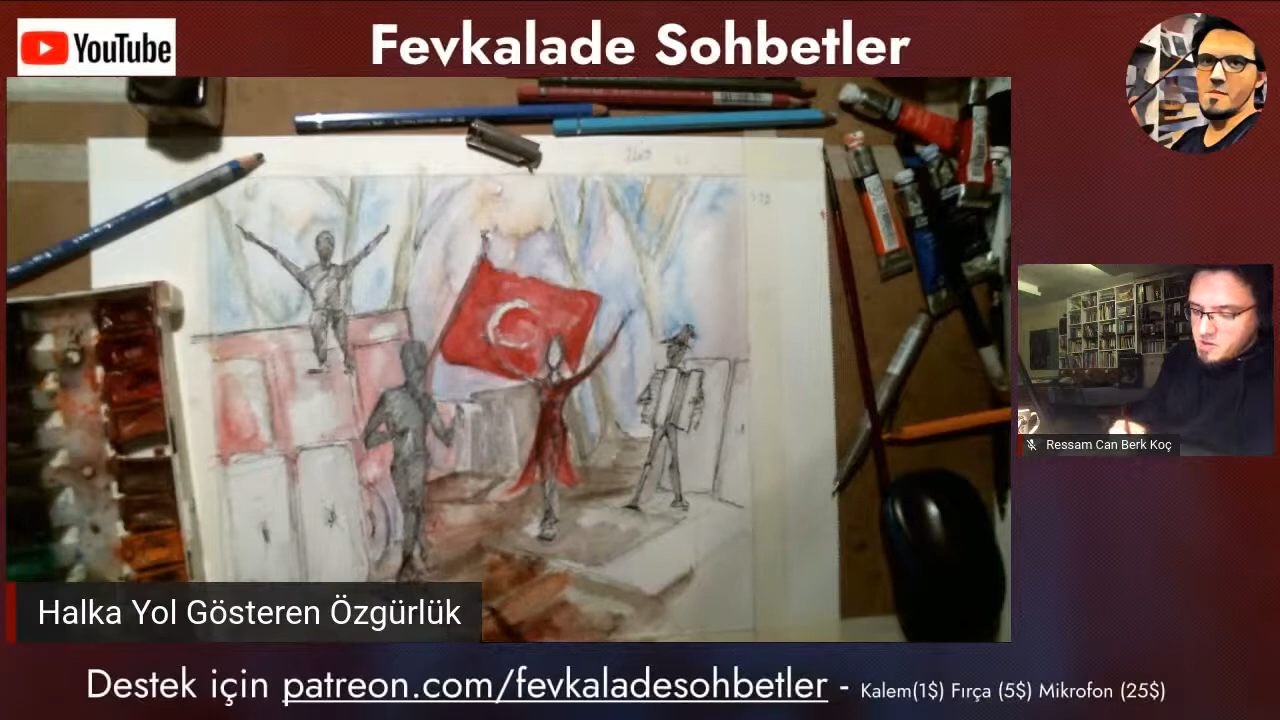 YouTube
Fevkalade Sohbetler
Ressam Can Berk Koç
Halka Yol Gösteren Özgürlük
Destek için patreon.com/fevkaladesohbetler - Kalem(1$) Fırça (5$) Mikrofon (25$)